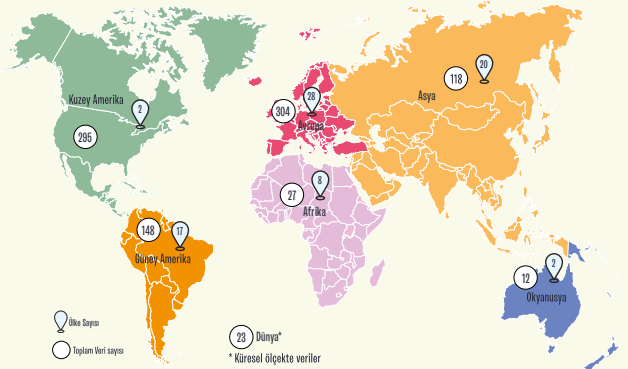 20
118
Asya
Kuzey Amerika
2
28
304
Avrupa
295
8
27
Afrika
148
17
Güney Amerika
2
12
Okyanusya
Ülke Sayısı
23 Dünya*
Toplam Veri sayısı
* Küresel ölçekte veriler